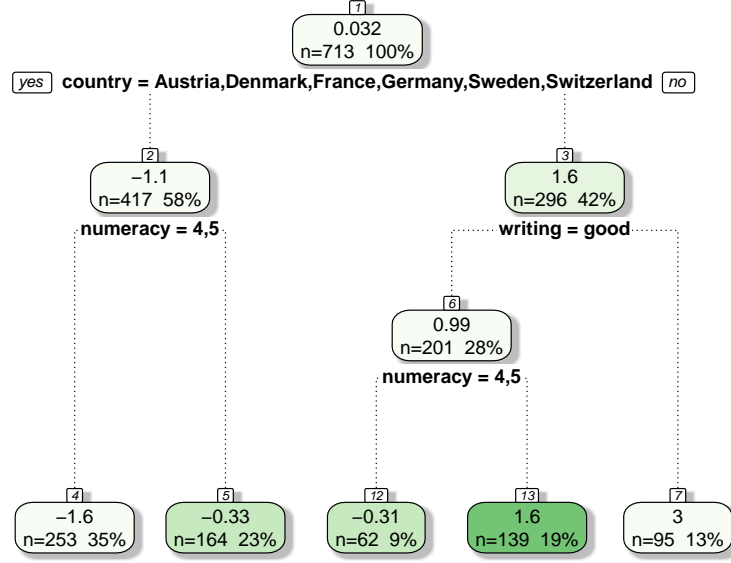 1
0.032
n=713 100%
yes country = Austria,Denmark,France,Germany,Sweden,Switzerland no
2
−1.1
n=417 58%
numeracy = 4,5
3
1.6
n=296 42%
writing = good
6
0.99
n=201 28%
numeracy = 4,5
4
−1.6
n=253 35%
5
−0.33
n=164 23%
12
−0.31
n=62 9%
13
1.6
n=139 19%
7
3
n=95 13%